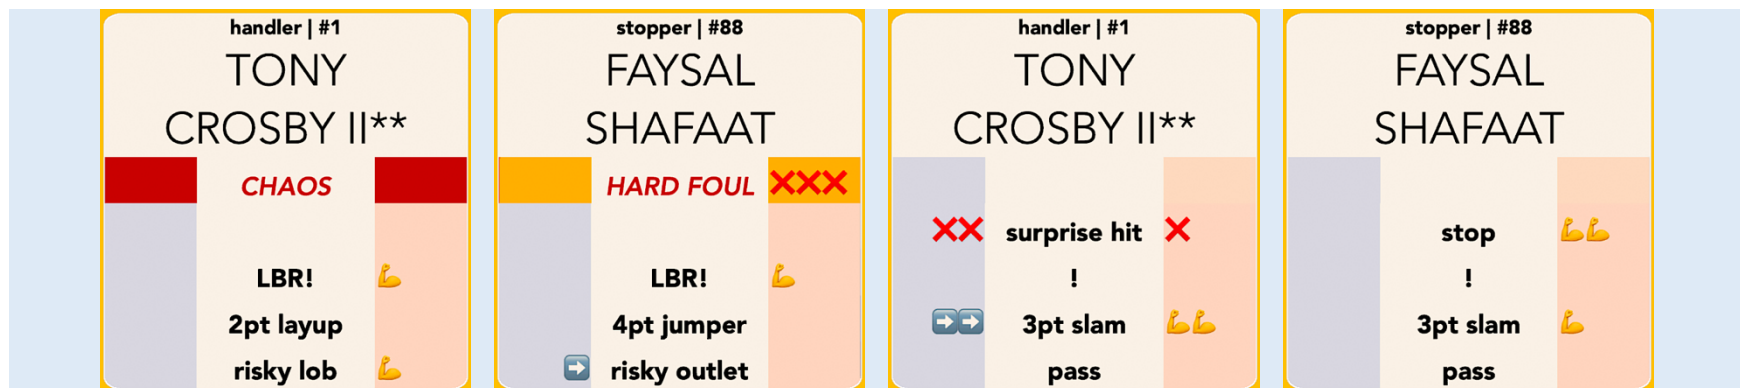 handler | #1
TONY
CROSBY II**
CHAOS
LBR!
2pt layup
risky lob
stopper | #88
FAYSAL
SHAFAAT
HARD FOUL ❌❌❌
LBR!
4pt jumper
➡️ risky outlet
handler | #1
TONY
CROSBY II**
❌❌ surprise hit ❌
!
➡️➡️ 3pt slam
pass
stopper | #88
FAYSAL
SHAFAAT
stop
!
3pt slam
pass